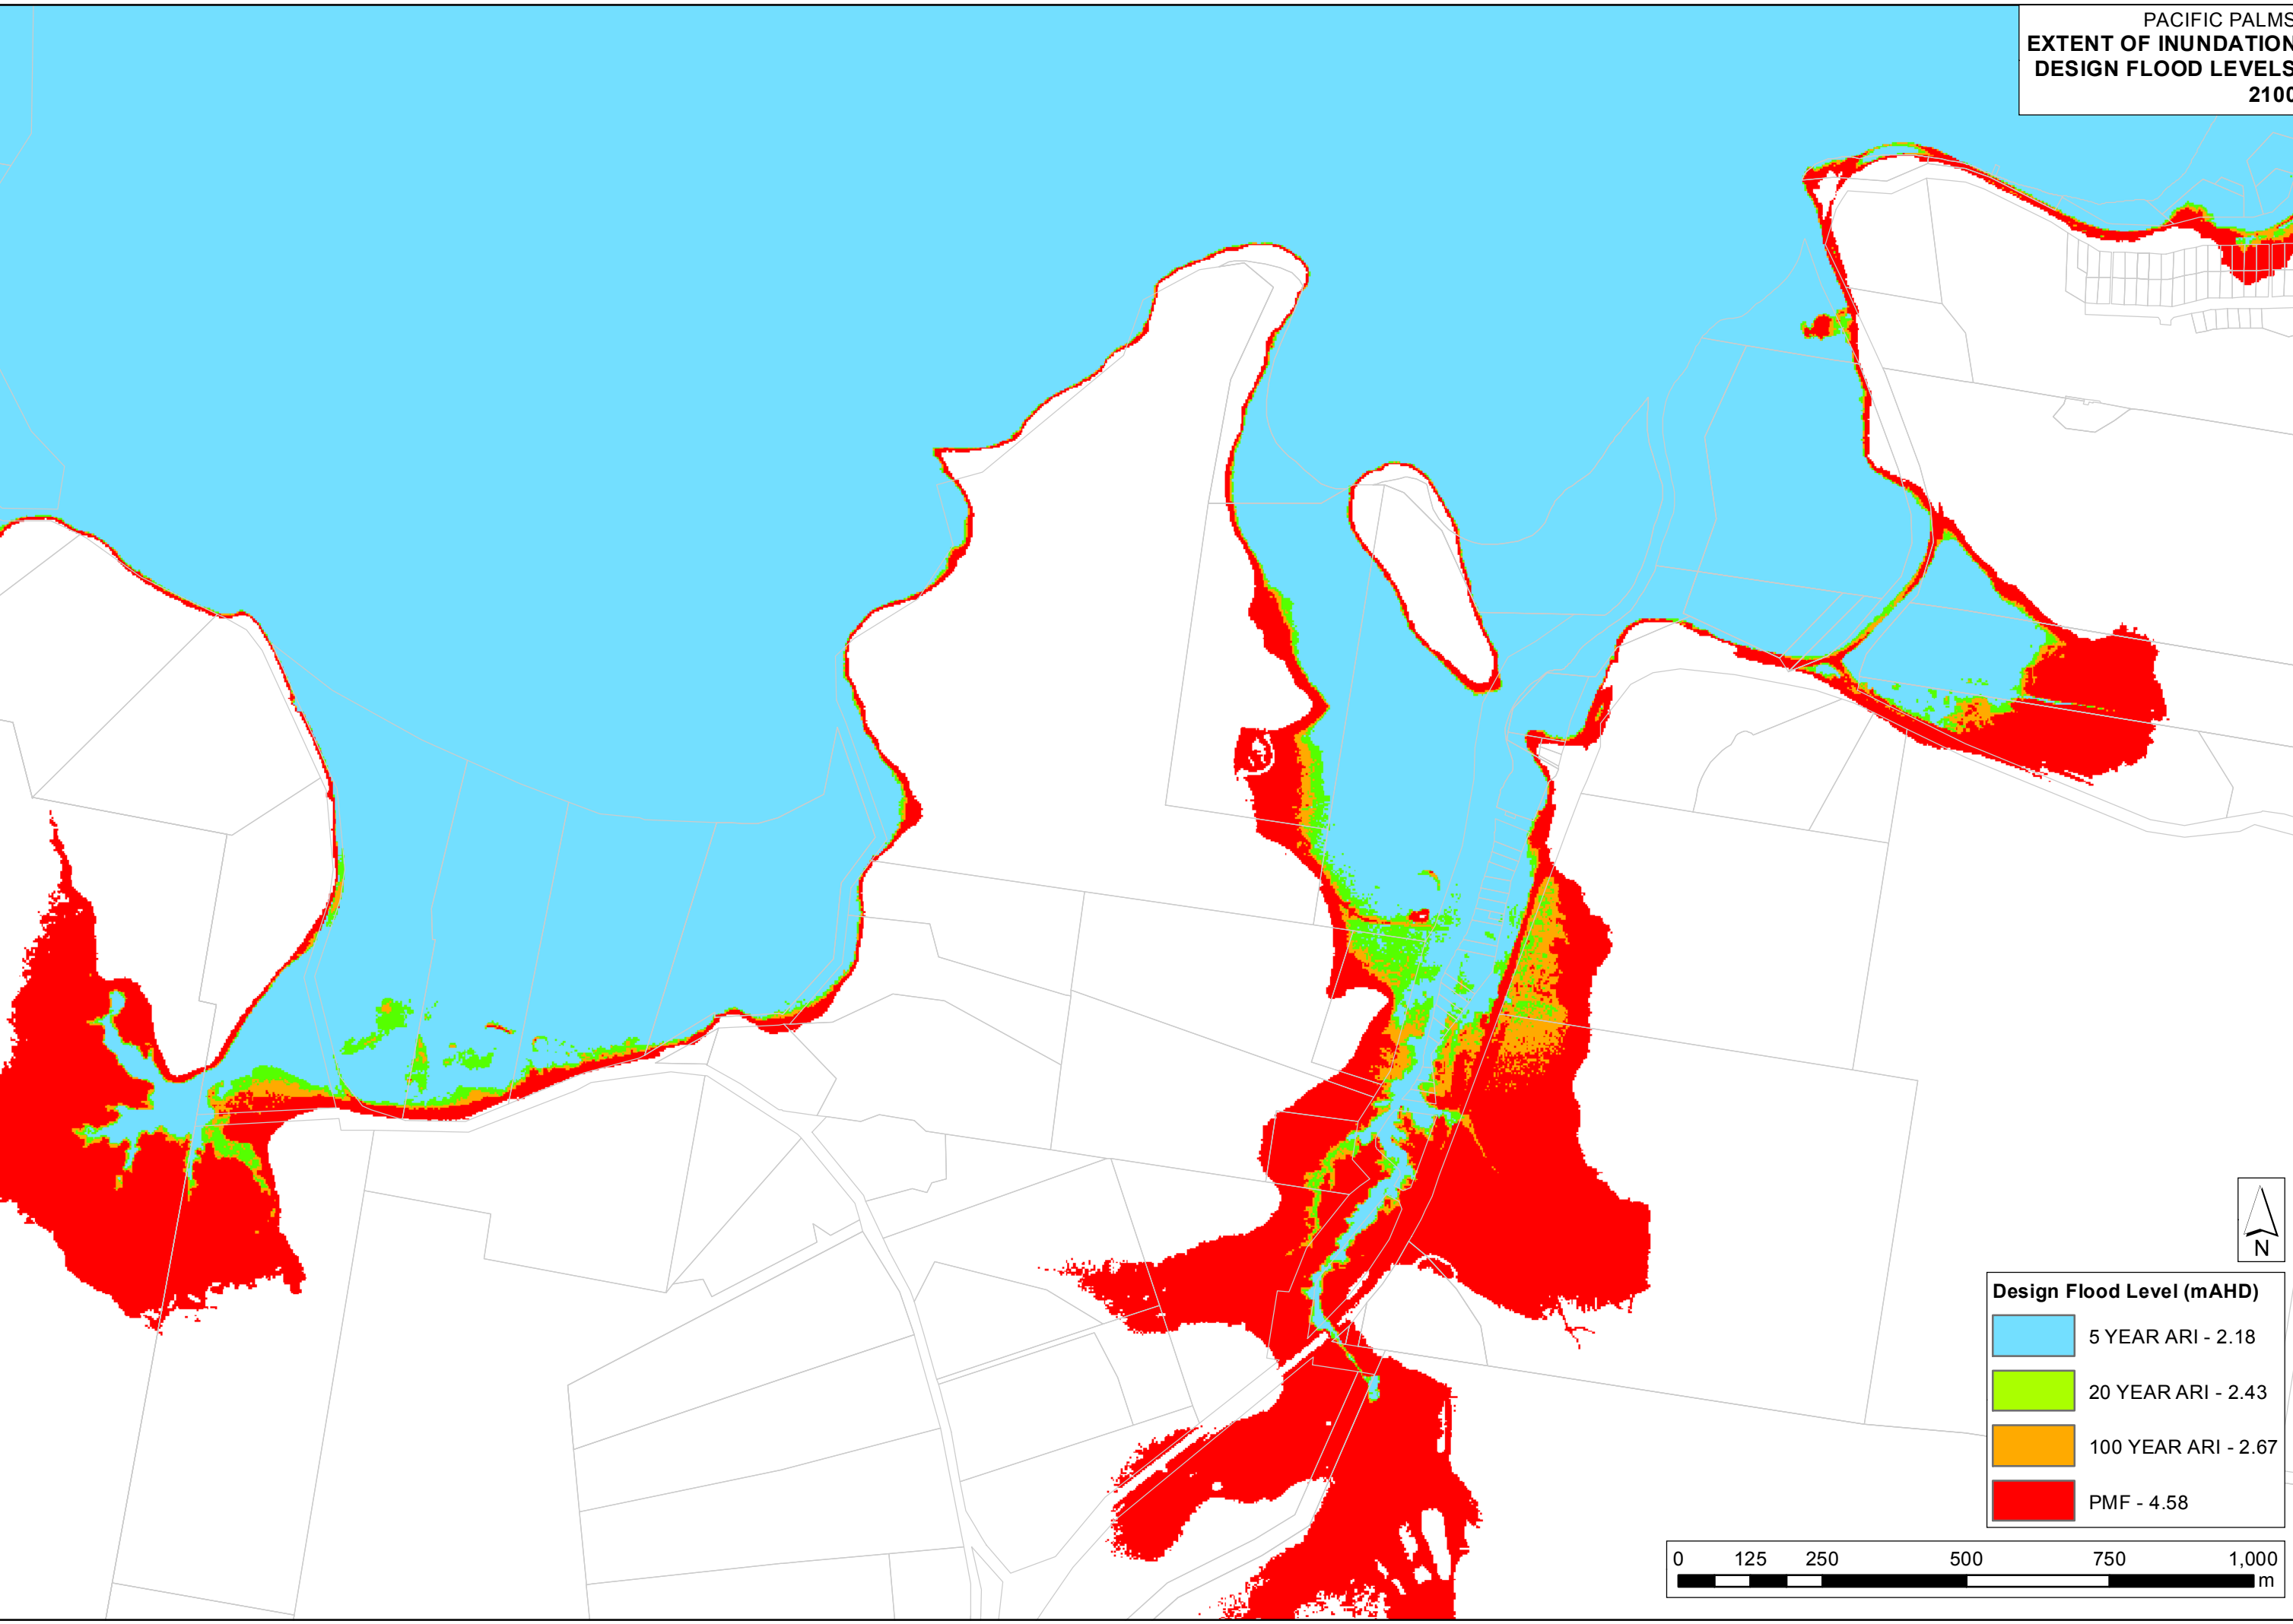 PACIFIC PALMS
EXTENT OF INUNDATION
DESIGN FLOOD LEVELS
2100
N
Design Flood Level (mAHD)
5 YEAR ARI - 2.18
20 YEAR ARI - 2.43
100 YEAR ARI - 2.67
PMF - 4.58
0 125 250 500 750 1,000
m